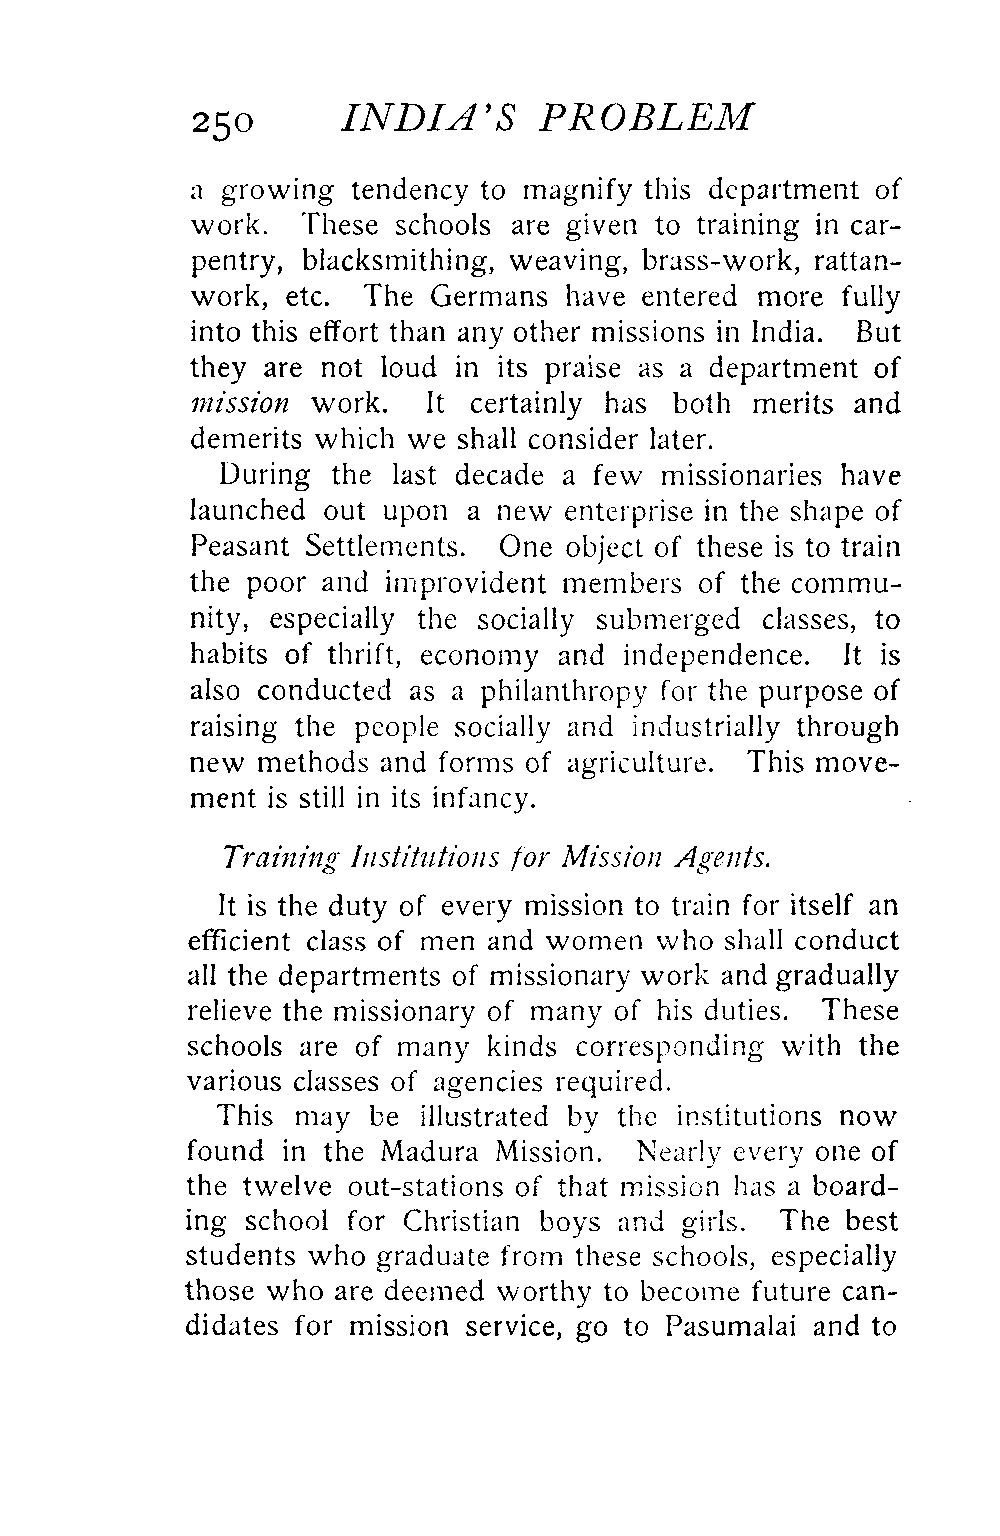 250 INDIA'S PROBLEM
a growing tendency to magnify this department of
work. These schools are given to training in car-
pentry, blacksmithing, weaving, brass-work, rattan-
work, etc. The Germans have entered more fully
into this effort than any other missions in India. But
they are not loud in its praise as a department of
mission work. It certainly has both merits and
demerits which we shall consider later.
During the last decade a few missionaries have
launched out upon a new enterprise in the shape of
Peasant Settlements. One object of these is to train
the poor and improvident members of the commu-
nity, especially the socially submerged classes, to
habits of thrift, economy and independence. It is
also conducted as a philanthropy for the purpose of
raising the people socially and industrially through
new methods and forms of agriculture. This move-
ment is still in its infancy.
Training Institutions for Mission Agents.
It is the duty of every mission to train for itself an
efficient class of men and women who shall conduct
all the departments of missionary work and gradually
relieve the missionary of many of his duties. These
schools are of many kinds corresponding with the
various classes of agencies required.
This may be illustrated by the institutions now
found in the Madura Mission. Nearly every one of
the twelve out-stations of that mission has a board-
ing school for Christian boys and girls. The best
students who graduate from these schools, especially
those who are deemed worthy to become future can-
didates for mission service, go to Pasumalai and to